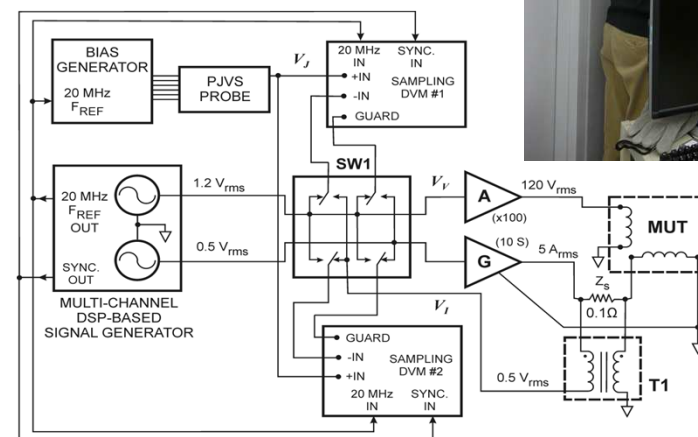 BIAS
GENERATOR
20 MHz
FREF
PJVS
PROBE
VJ
20 MHz
IN
SYNC.
IN
+IN
-IN
SAMPLING
DVM #1
GUARD
SW1
20 MHz
FREF
OUT
SYNC.
OUT
MULTI-CHANNEL
DSP-BASED
SIGNAL GENERATOR
1.2 Vrms
0.5 Vrms
VV
A
(x100)
120 Vrms
G
(10 S)
5 Arms
MUT
Zs
0.1Ω
VI
GUARD
-IN
+IN
SAMPLING
DVM #2
20 MHz
IN
SYNC.
IN
0.5 Vrms
T1